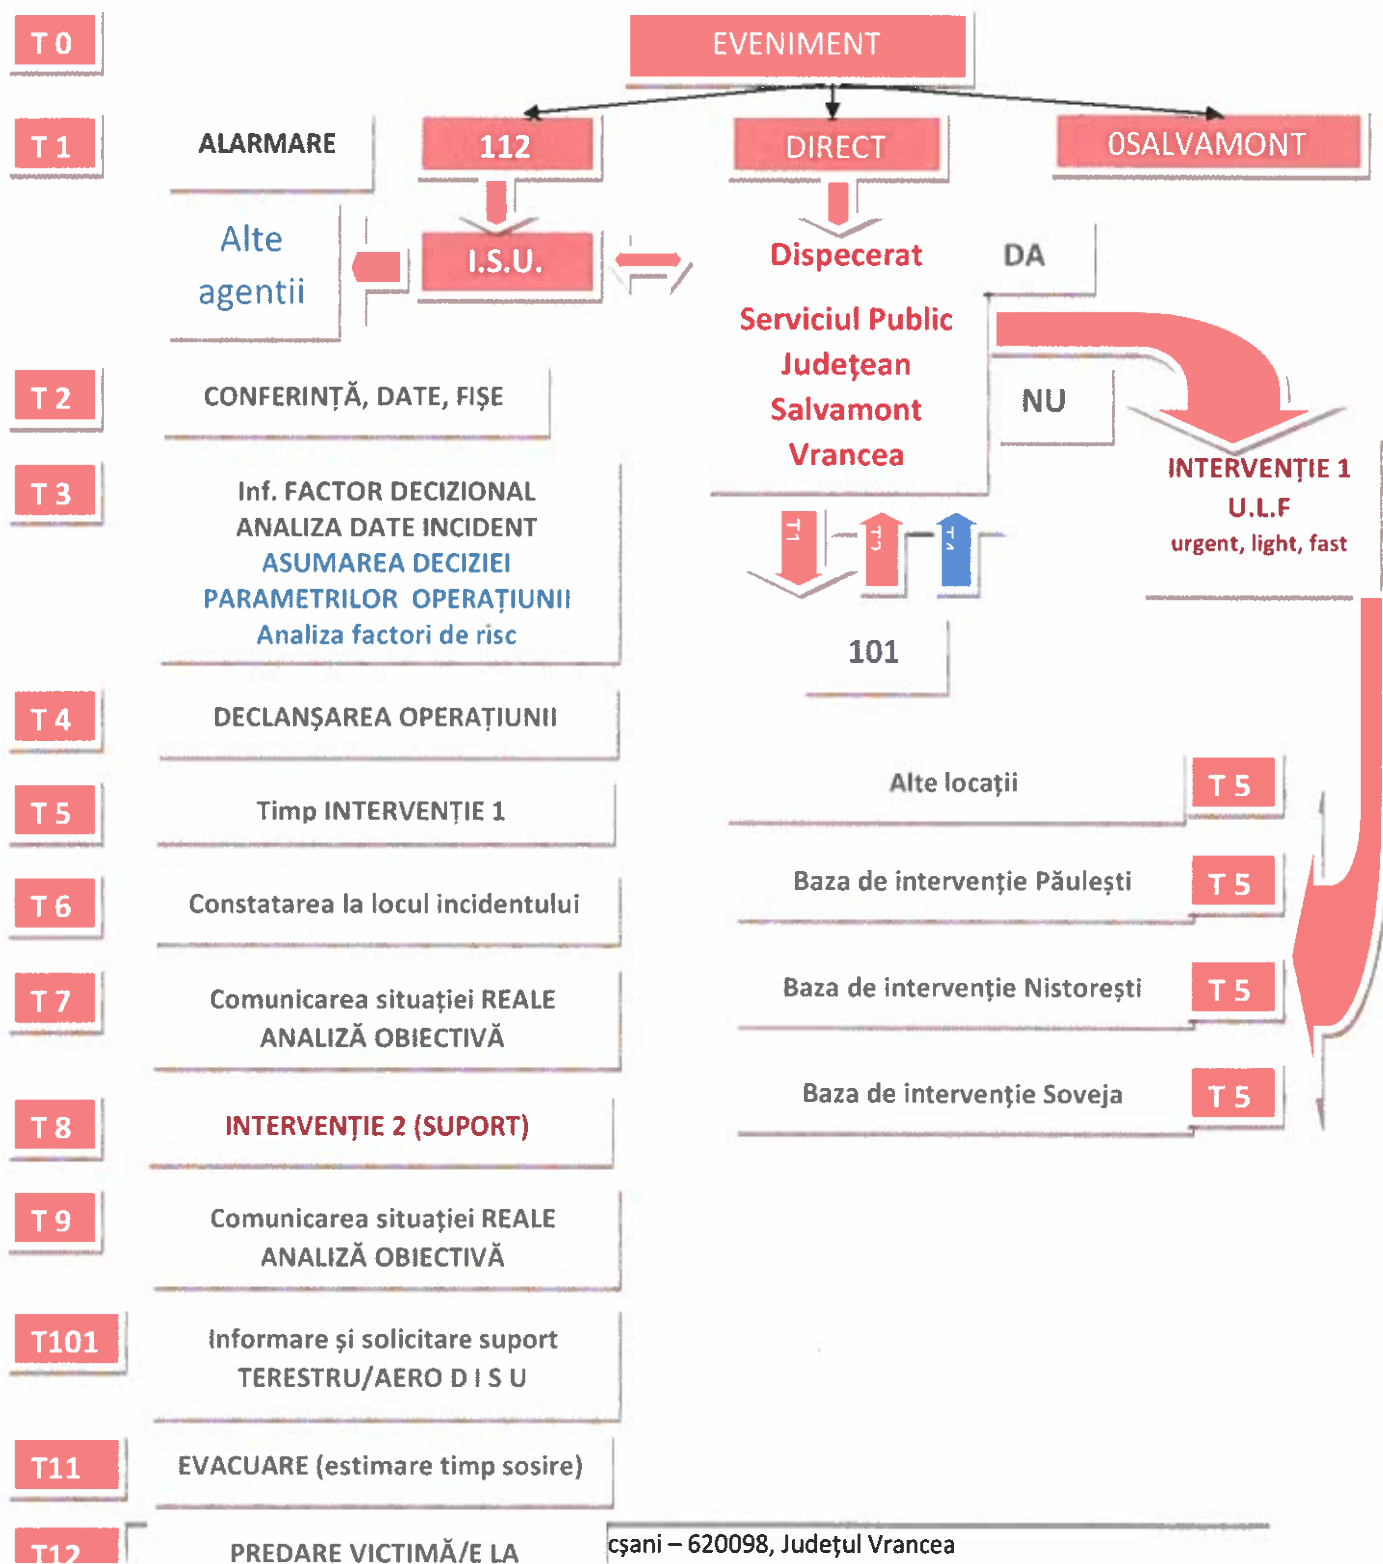 T 0
EVENIMENT
T 1
ALARMARE
112
DIRECT
0SALVAMONT
Alte
agentii
I.S.U.
Dispecerat
Serviciul Public
Județean
Salvamont
Vrancea
DA
NU
T 2
CONFERINȚĂ, DATE, FIȘE
INTERVENȚIE 1
U.L.F
urgent, light, fast
T 3
Inf. FACTOR DECIZIONAL
ANALIZA DATE INCIDENT
ASUMAREA DECIZIEI
PARAMETRILOR OPERAȚIUNII
Analiza factori de risc
T1
101
T 4
DECLANȘAREA OPERAȚIUNII
T 5
Timp INTERVENȚIE 1
Alte locații
T 5
T 6
Constatarea la locul incidentului
Baza de intervenție Păulești
T 5
T 7
Comunicarea situației REALE
ANALIZĂ OBIECTIVĂ
Baza de intervenție Nistorești
T 5
T 8
INTERVENȚIE 2 (SUPORT)
Baza de intervenție Soveja
T 5
T 9
Comunicarea situației REALE
ANALIZĂ OBIECTIVĂ
T101
Informare și solicitare suport
TERESTRU/AERO D I S U
T11
EVACUARE (estimare timp sosire)
T12
PREDARE VICTIMĂ/E LA
cșani – 620098, Județul Vrancea